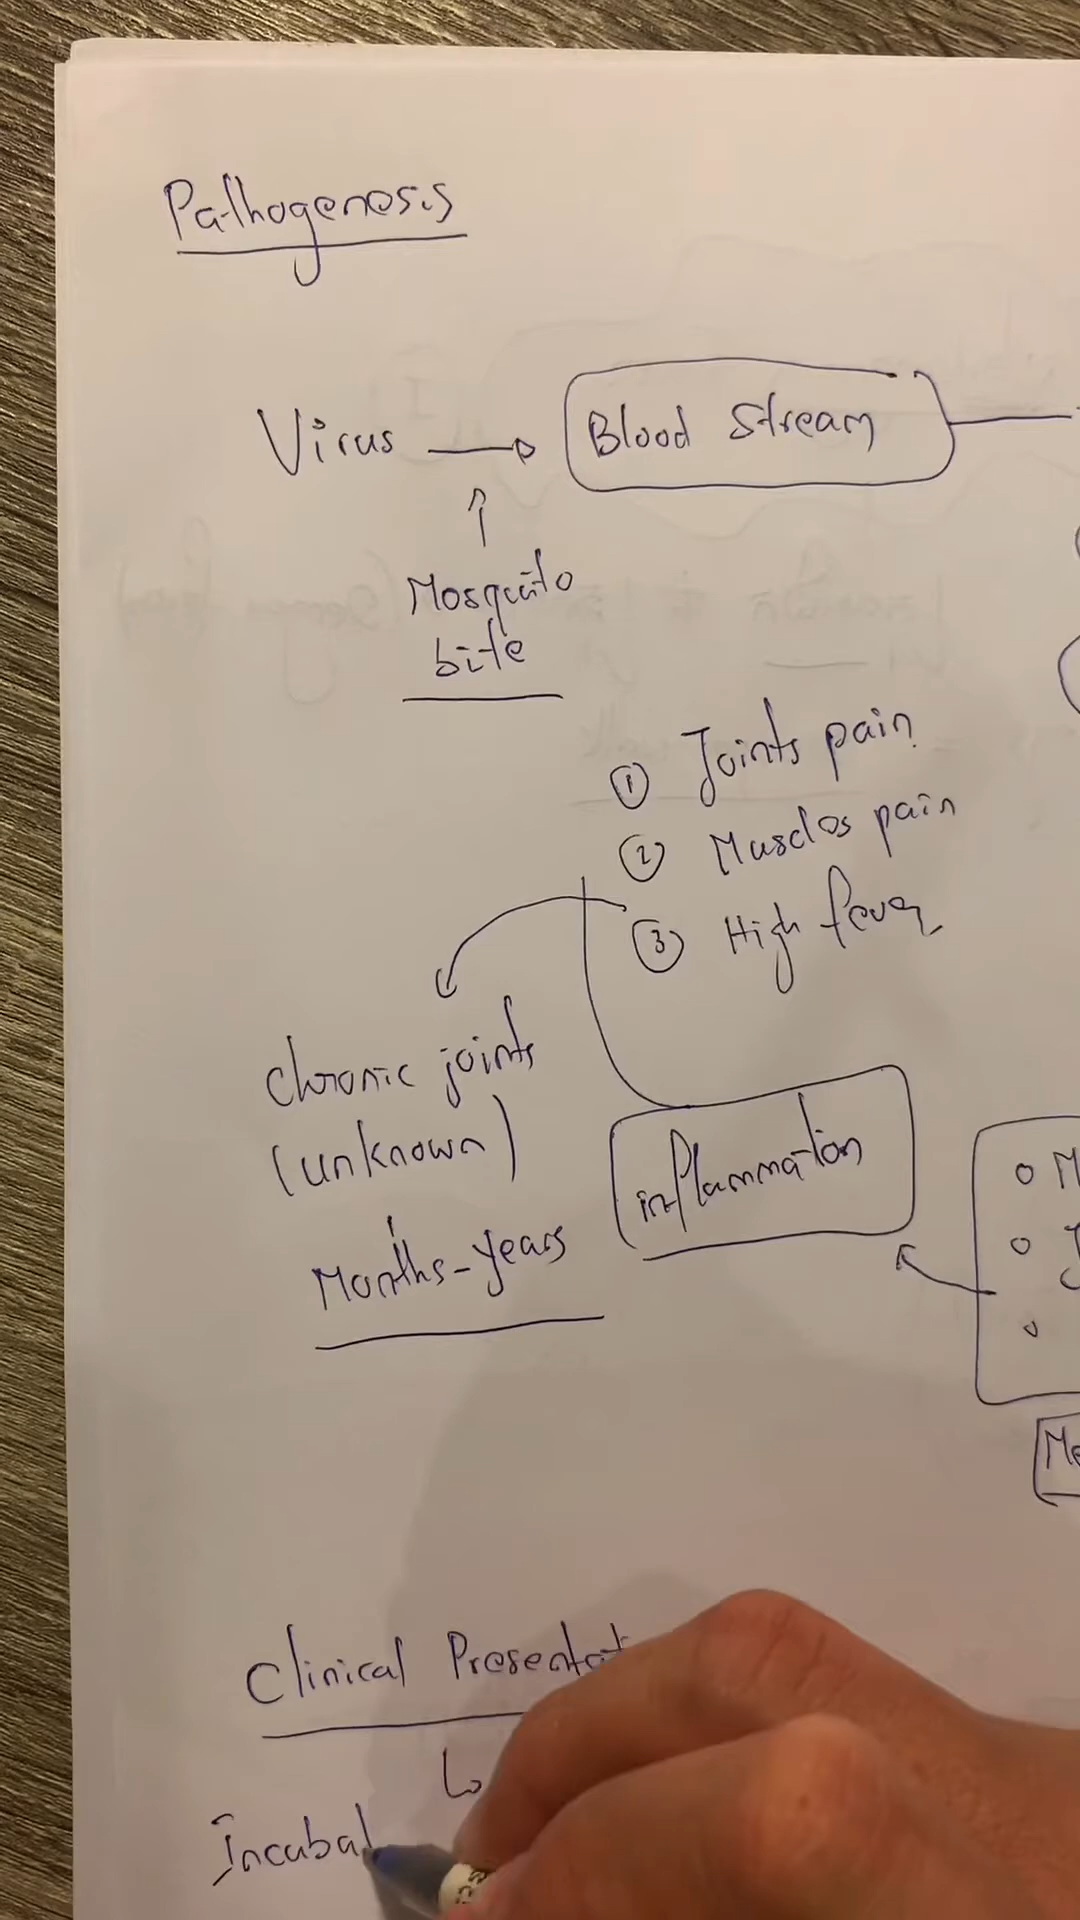 Pathogenesis
Virus → Blood Stream
Mosquito
bite
① Joints pain
② Muscles pain
③ High fever
Chronic joints
(unknown)
Months-years
inflammation
Clinical Presentat
Incubat